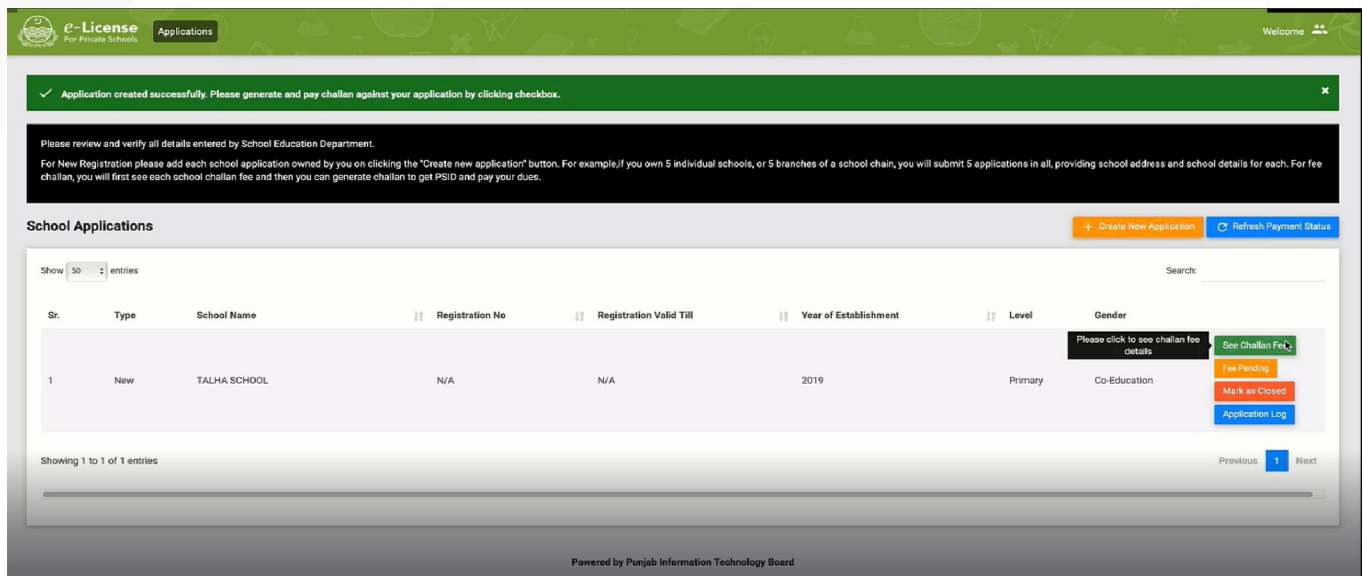 e-License
For Private Schools
Applications
Welcome
Application created successfully. Please generate and pay challan against your application by clicking checkbox.
Please review and verify all details entered by School Education Department.
For New Registration please add each school application owned by you on clicking the "Create new application" button. For example,if you own 5 individual schools, or 5 branches of a school chain, you will submit 5 applications in all, providing school address and school details for each. For fee
challan, you will first see each school challan fee and then you can generate challan to get PSID and pay your dues.
School Applications
+ Create New Application
Refresh Payment Status
Show 50 entries
Search:
Sr. Type School Name Registration No Registration Valid Till Year of Establishment Level Gender
Please click to see challan fee
details
See Challan Fee
1 New TALHA SCHOOL N/A N/A 2019 Primary Co-Education
Fee Pending
Mark as Closed
Application Log
Showing 1 to 1 of 1 entries
Previous 1 Next
Powered by Punjab Information Technology Board